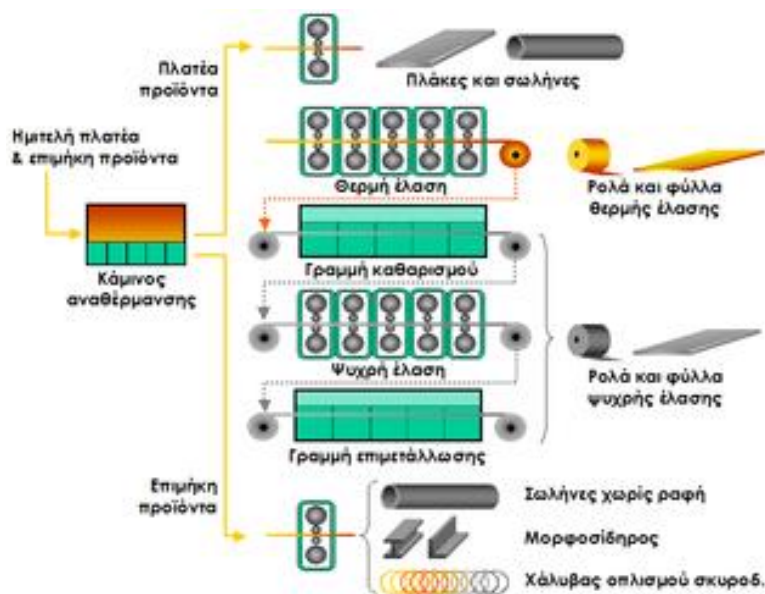 Πλατέα
προϊόντα
Πλάκες και σωλήνες
Ημιτελή πλατέα
& επιμήκη προϊόντα
Θερμή έλαση
Ρολά και φύλλα
θερμής έλασης
Κάμινος
αναθέρμανσης
Γραμμή καθαρισμού
Ψυχρή έλαση
Ρολά και φύλλα
ψυχρής έλασης
Γραμμή επιμετάλλωσης
Επιμήκη
προϊόντα
Σωλήνες χωρίς ραφή
Μορφοσίδηρος
Χάλυβας οπλισμού σκυροδ.